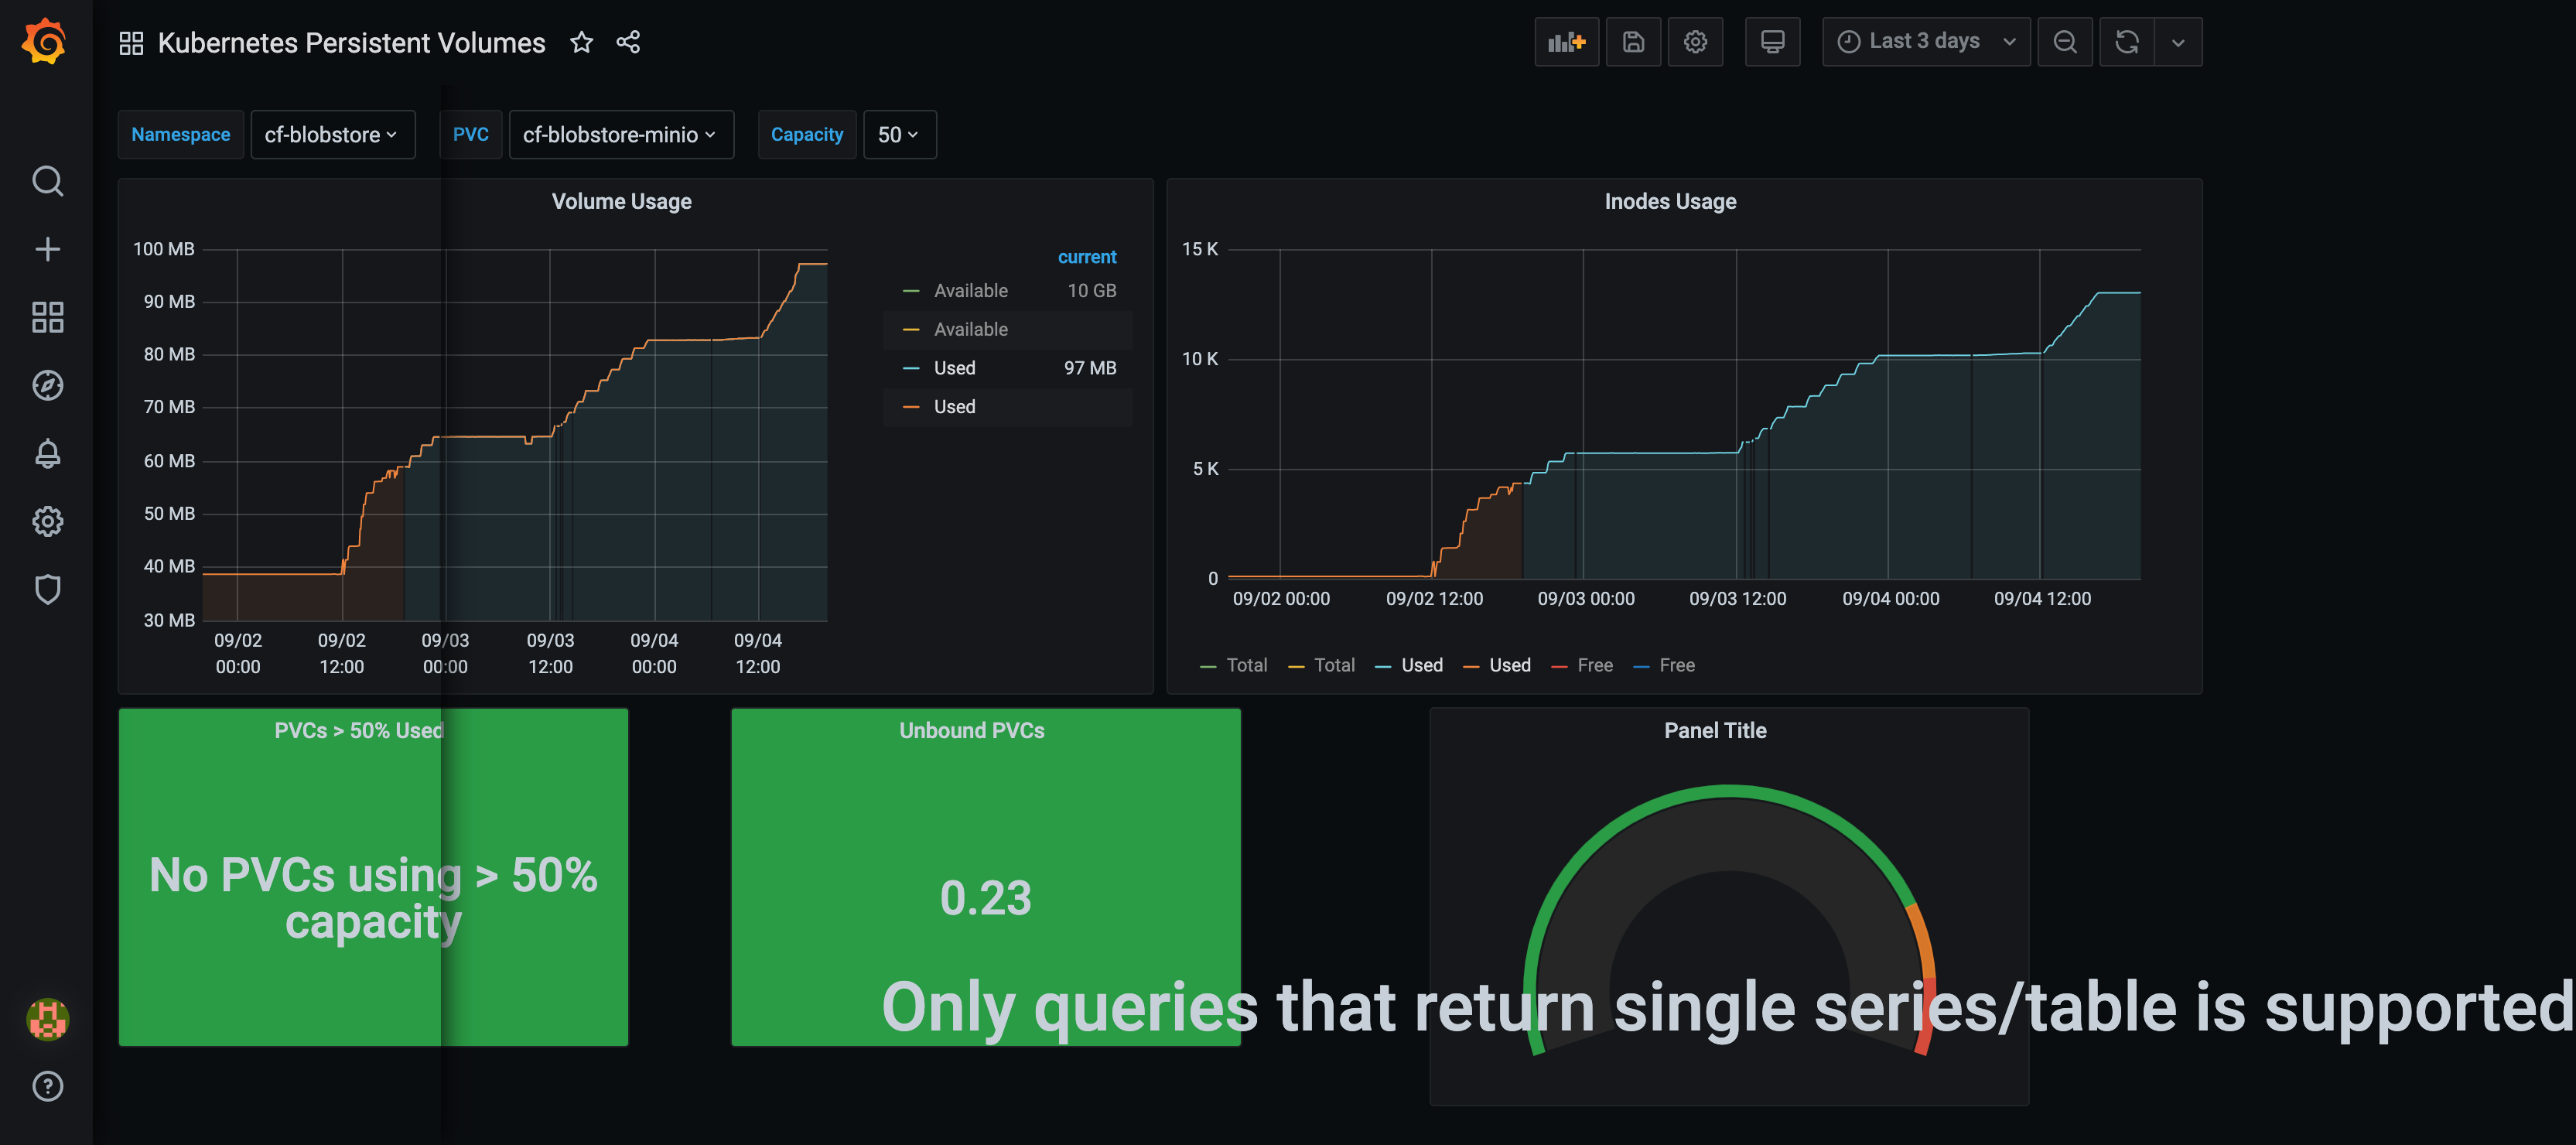 Kubernetes Persistent Volumes
Last 3 days
Namespace cf-blobstore PVC cf-blobstore-minio Capacity 50
Volume Usage
100 MB
90 MB
80 MB
70 MB
60 MB
50 MB
40 MB
30 MB
09/02 00:00
09/02 12:00
09/03 00:00
09/03 12:00
09/04 00:00
09/04 12:00
current
Available 10 GB
Available
Used 97 MB
Used
Inodes Usage
15 K
10 K
5 K
0
09/02 00:00 09/02 12:00 09/03 00:00 09/03 12:00 09/04 00:00 09/04 12:00
Total Total Used Used Free Free
PVCs > 50% Used
No PVCs using > 50%
capacity
Unbound PVCs
0.23
Panel Title
Only queries that return single series/table is supported